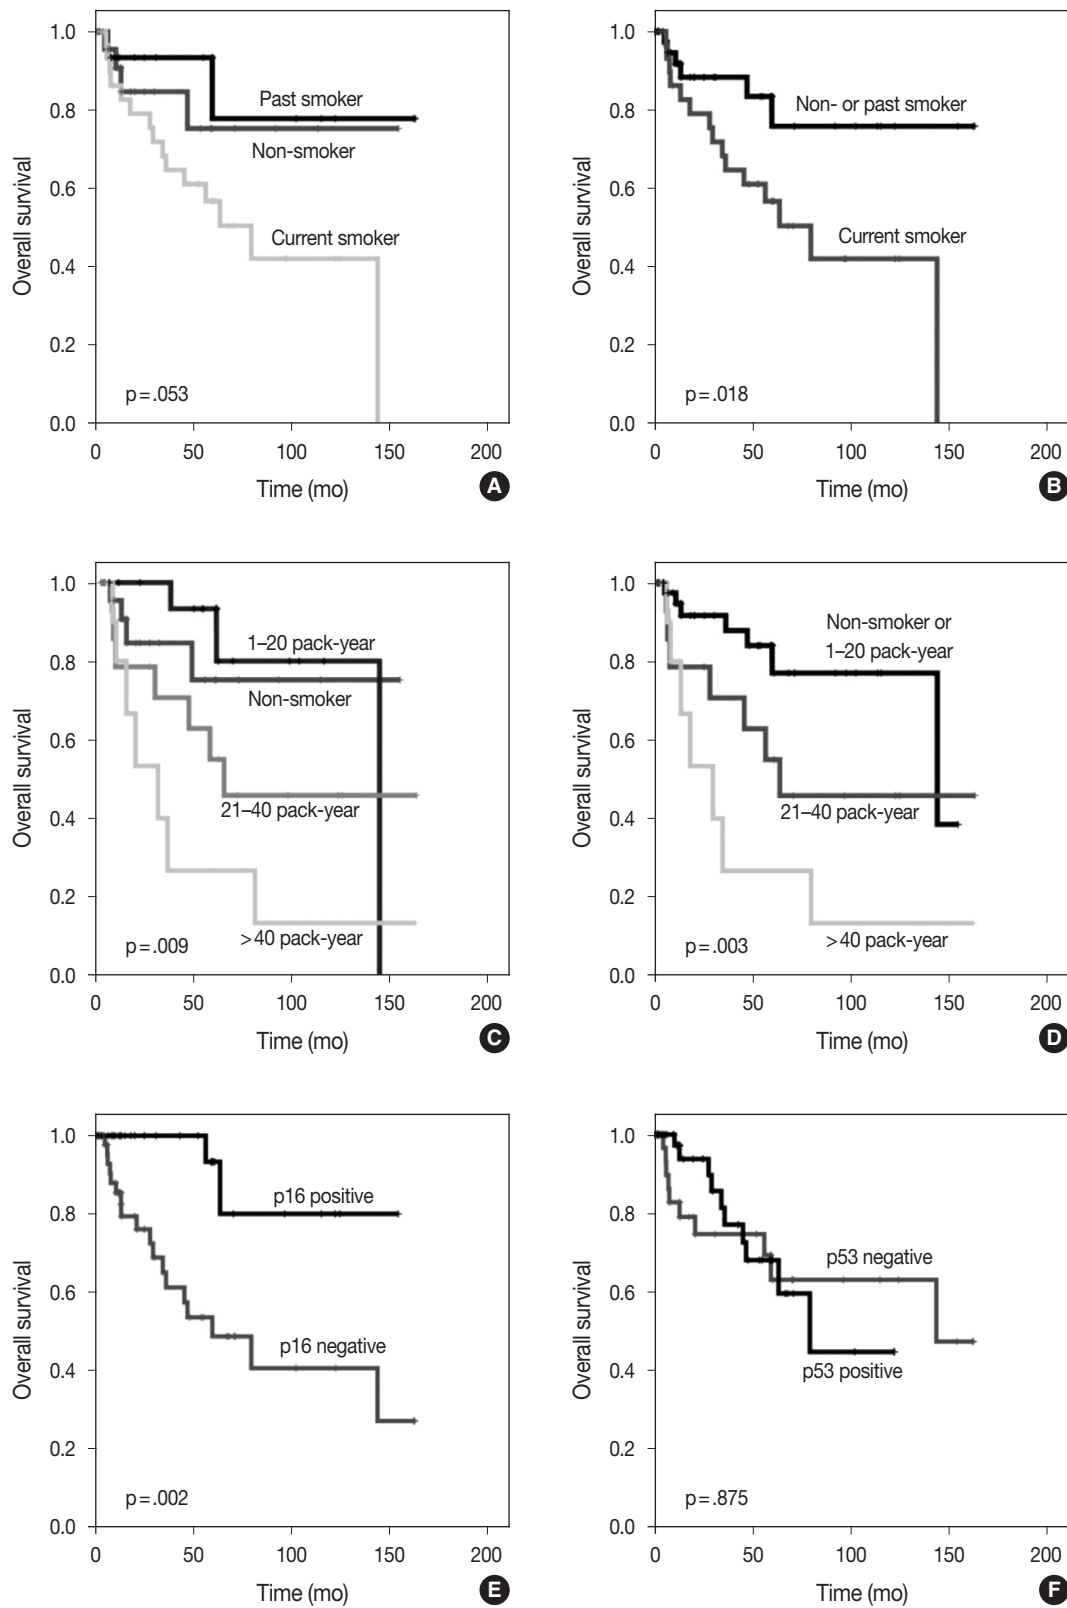 1.0
0.8
0.6
0.4
0.2
0.0
Overall survival
Past smoker
Non-smoker
Current smoker
p=.053
0 50 100 150 200
Time (mo)
A
1.0
0.8
0.6
0.4
0.2
0.0
Overall survival
Non- or past smoker
Current smoker
p=.018
0 50 100 150 200
Time (mo)
B
1.0
0.8
0.6
0.4
0.2
0.0
Overall survival
1–20 pack-year
Non-smoker
21–40 pack-year
>40 pack-year
p=.009
0 50 100 150 200
Time (mo)
C
1.0
0.8
0.6
0.4
0.2
0.0
Overall survival
Non-smoker or
1–20 pack-year
21–40 pack-year
>40 pack-year
p=.003
0 50 100 150 200
Time (mo)
D
1.0
0.8
0.6
0.4
0.2
0.0
Overall survival
p16 positive
p16 negative
p=.002
0 50 100 150 200
Time (mo)
E
1.0
0.8
0.6
0.4
0.2
0.0
Overall survival
p53 negative
p53 positive
p=.875
0 50 100 150 200
Time (mo)
F